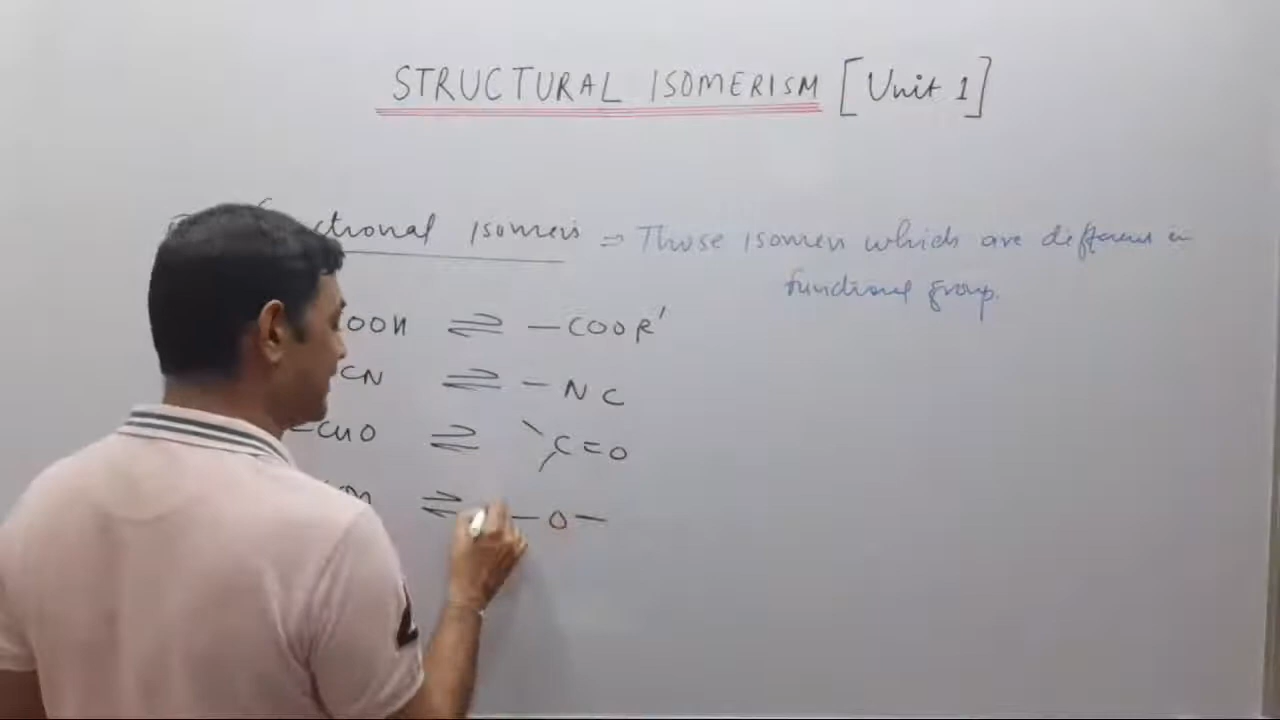 STRUCTURAL ISOMERISM [Unit 1]
ctional Isomers ⇒ Those isomers which are different in
functional group.
OOH ⇌ —COOR'
CN ⇌ —NC
—CHO ⇌ C=O
OH ⇌ —O—